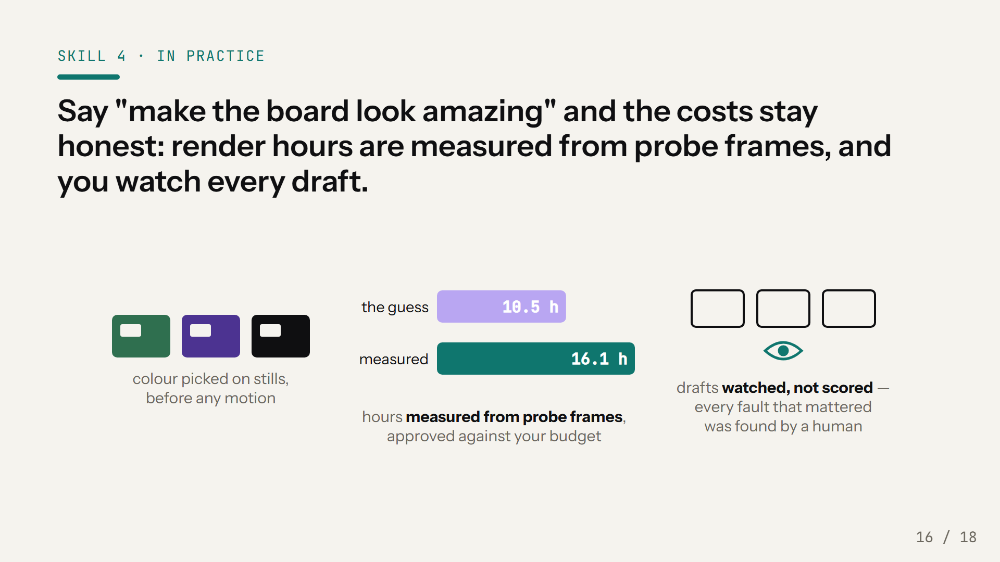 SKILL 4 · IN PRACTICE
Say "make the board look amazing" and the costs stay
honest: render hours are measured from probe frames, and
you watch every draft.
colour picked on stills,
before any motion
the guess 10.5 h
measured 16.1 h
hours measured from probe frames,
approved against your budget
drafts watched, not scored —
every fault that mattered
was found by a human
16 / 18